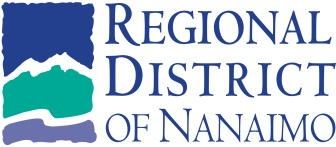 REGIONAL
DISTRICT
OF NANAIMO